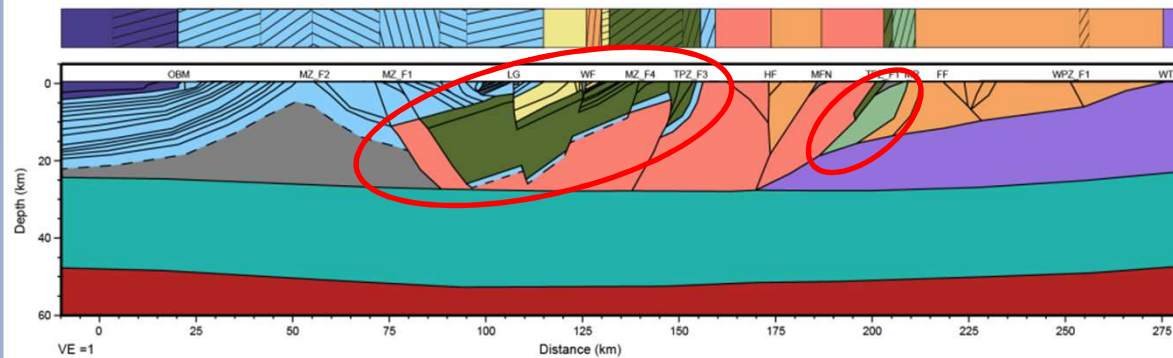 OBM MZ_F2 MZ_F1 LG WF MZ_F4 TPZ_F3 HF MFN FF WPZ_F1 WT
0
20
40
60
Depth (km)
0 25 50 75 100 125 150 175 200 225 250 275
VE =1 Distance (km)